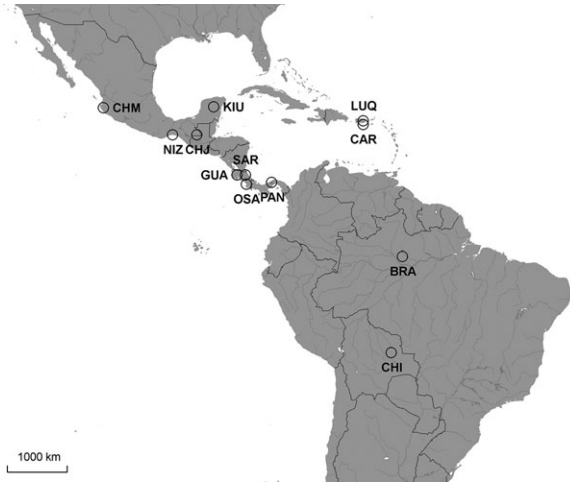 CHM
KIU
LUQ
CAR
NIZ
CHJ
SAR
GUA
OSA
PAN
BRA
CHI
1000 km